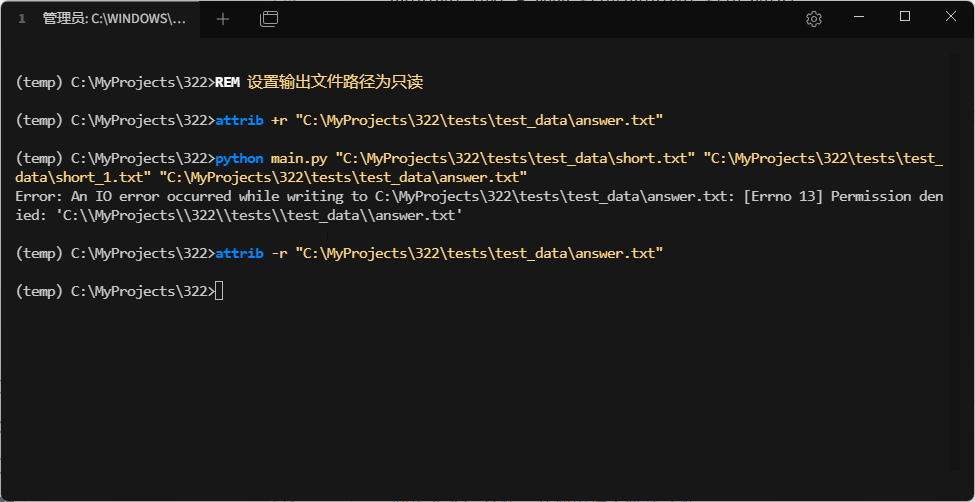 1 管理员: C:\WINDOWS\...
(temp) C:\MyProjects\322>REM 设置输出文件路径为只读
(temp) C:\MyProjects\322>attrib +r "C:\MyProjects\322\tests\test_data\answer.txt"
(temp) C:\MyProjects\322>python main.py "C:\MyProjects\322\tests\test_data\short.txt" "C:\MyProjects\322\tests\test_
data\short_1.txt" "C:\MyProjects\322\tests\test_data\answer.txt"
Error: An IO error occurred while writing to C:\MyProjects\322\tests\test_data\answer.txt: [Errno 13] Permission den
ied: 'C:\\MyProjects\\322\\tests\\test_data\\answer.txt'
(temp) C:\MyProjects\322>attrib -r "C:\MyProjects\322\tests\test_data\answer.txt"
(temp) C:\MyProjects\322>